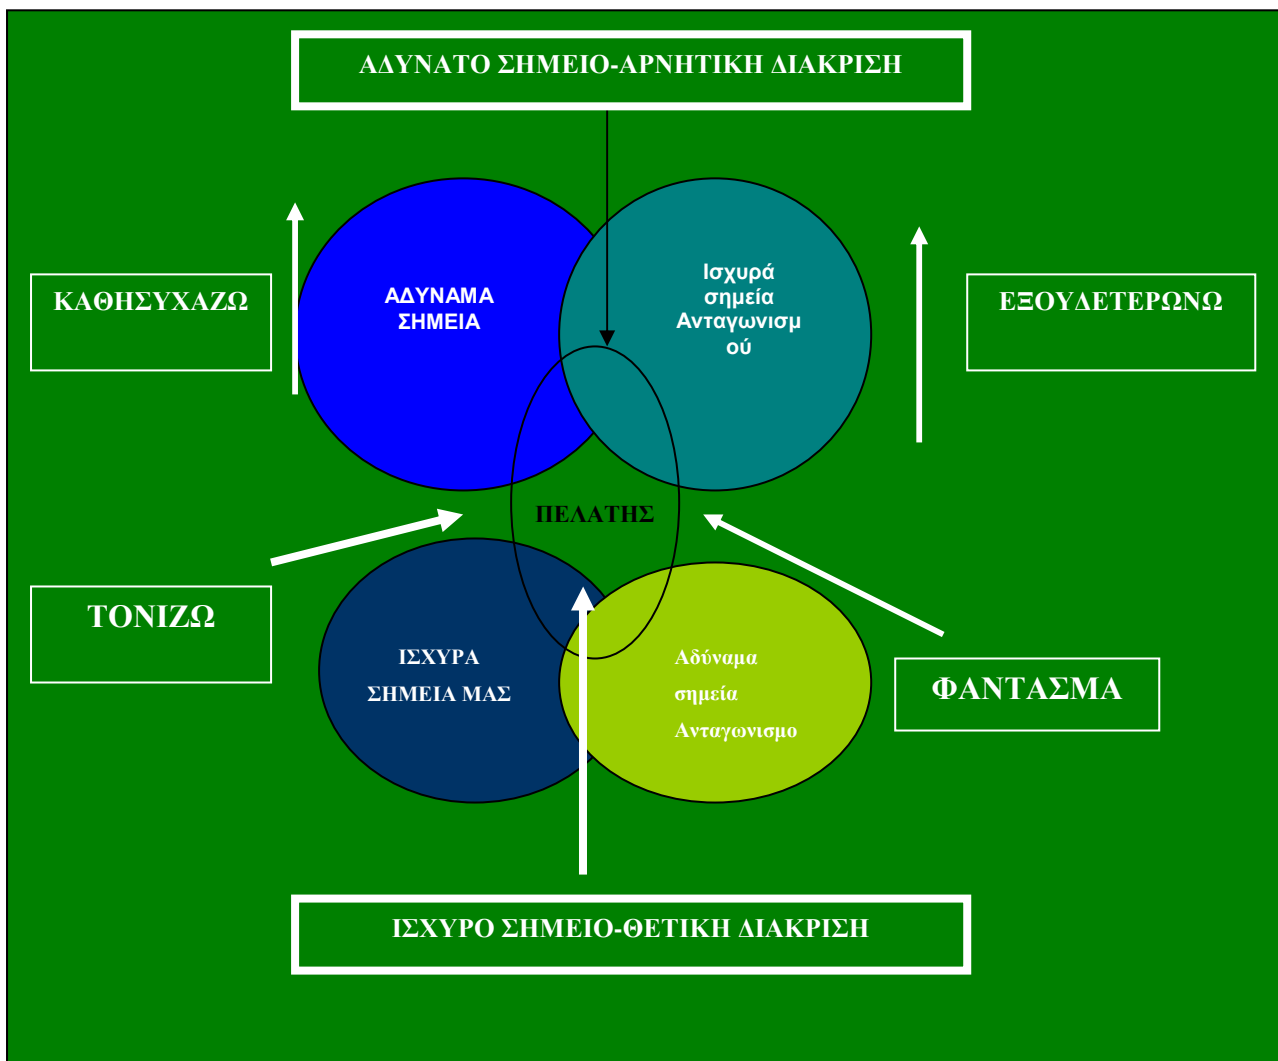 ΑΔΥΝΑΤΟ ΣΗΜΕΙΟ-ΑΡΝΗΤΙΚΗ ΔΙΑΚΡΙΣΗ
ΚΑΘΗΣΥΧΑΖΩ
ΑΔΥΝΑΜΑ
ΣΗΜΕΙΑ
Ισχυρά
σημεία
Ανταγωνισμ
ού
ΕΞΟΥΔΕΤΕΡΩΝΩ
ΠΕΛΑΤΗΣ
ΤΟΝΙΖΩ
ΙΣΧΥΡΑ
ΣΗΜΕΙΑ ΜΑΣ
Αδύναμα
σημεία
Ανταγωνισμο
ΦΑΝΤΑΣΜΑ
ΙΣΧΥΡΟ ΣΗΜΕΙΟ-ΘΕΤΙΚΗ ΔΙΑΚΡΙΣΗ